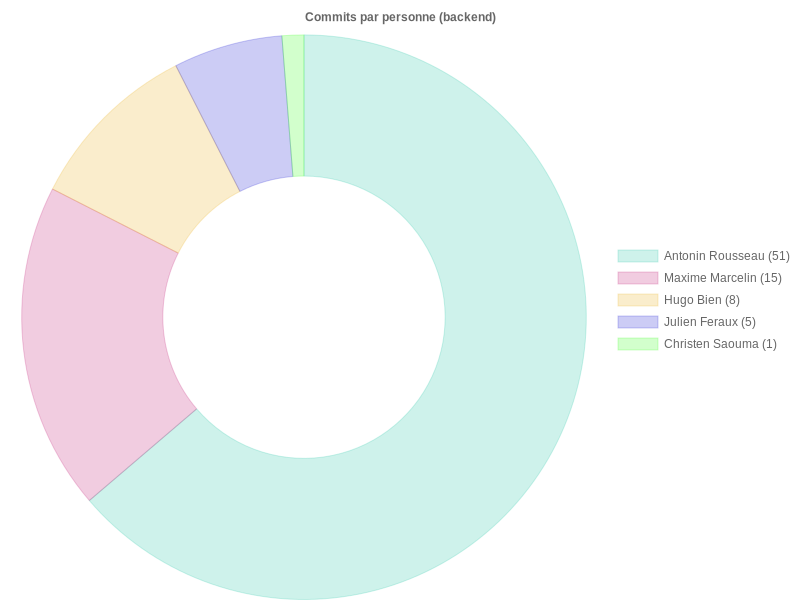 Commits par personne (backend)
Antonin Rousseau (51)
Maxime Marcelin (15)
Hugo Bien (8)
Julien Feraux (5)
Christen Saouma (1)